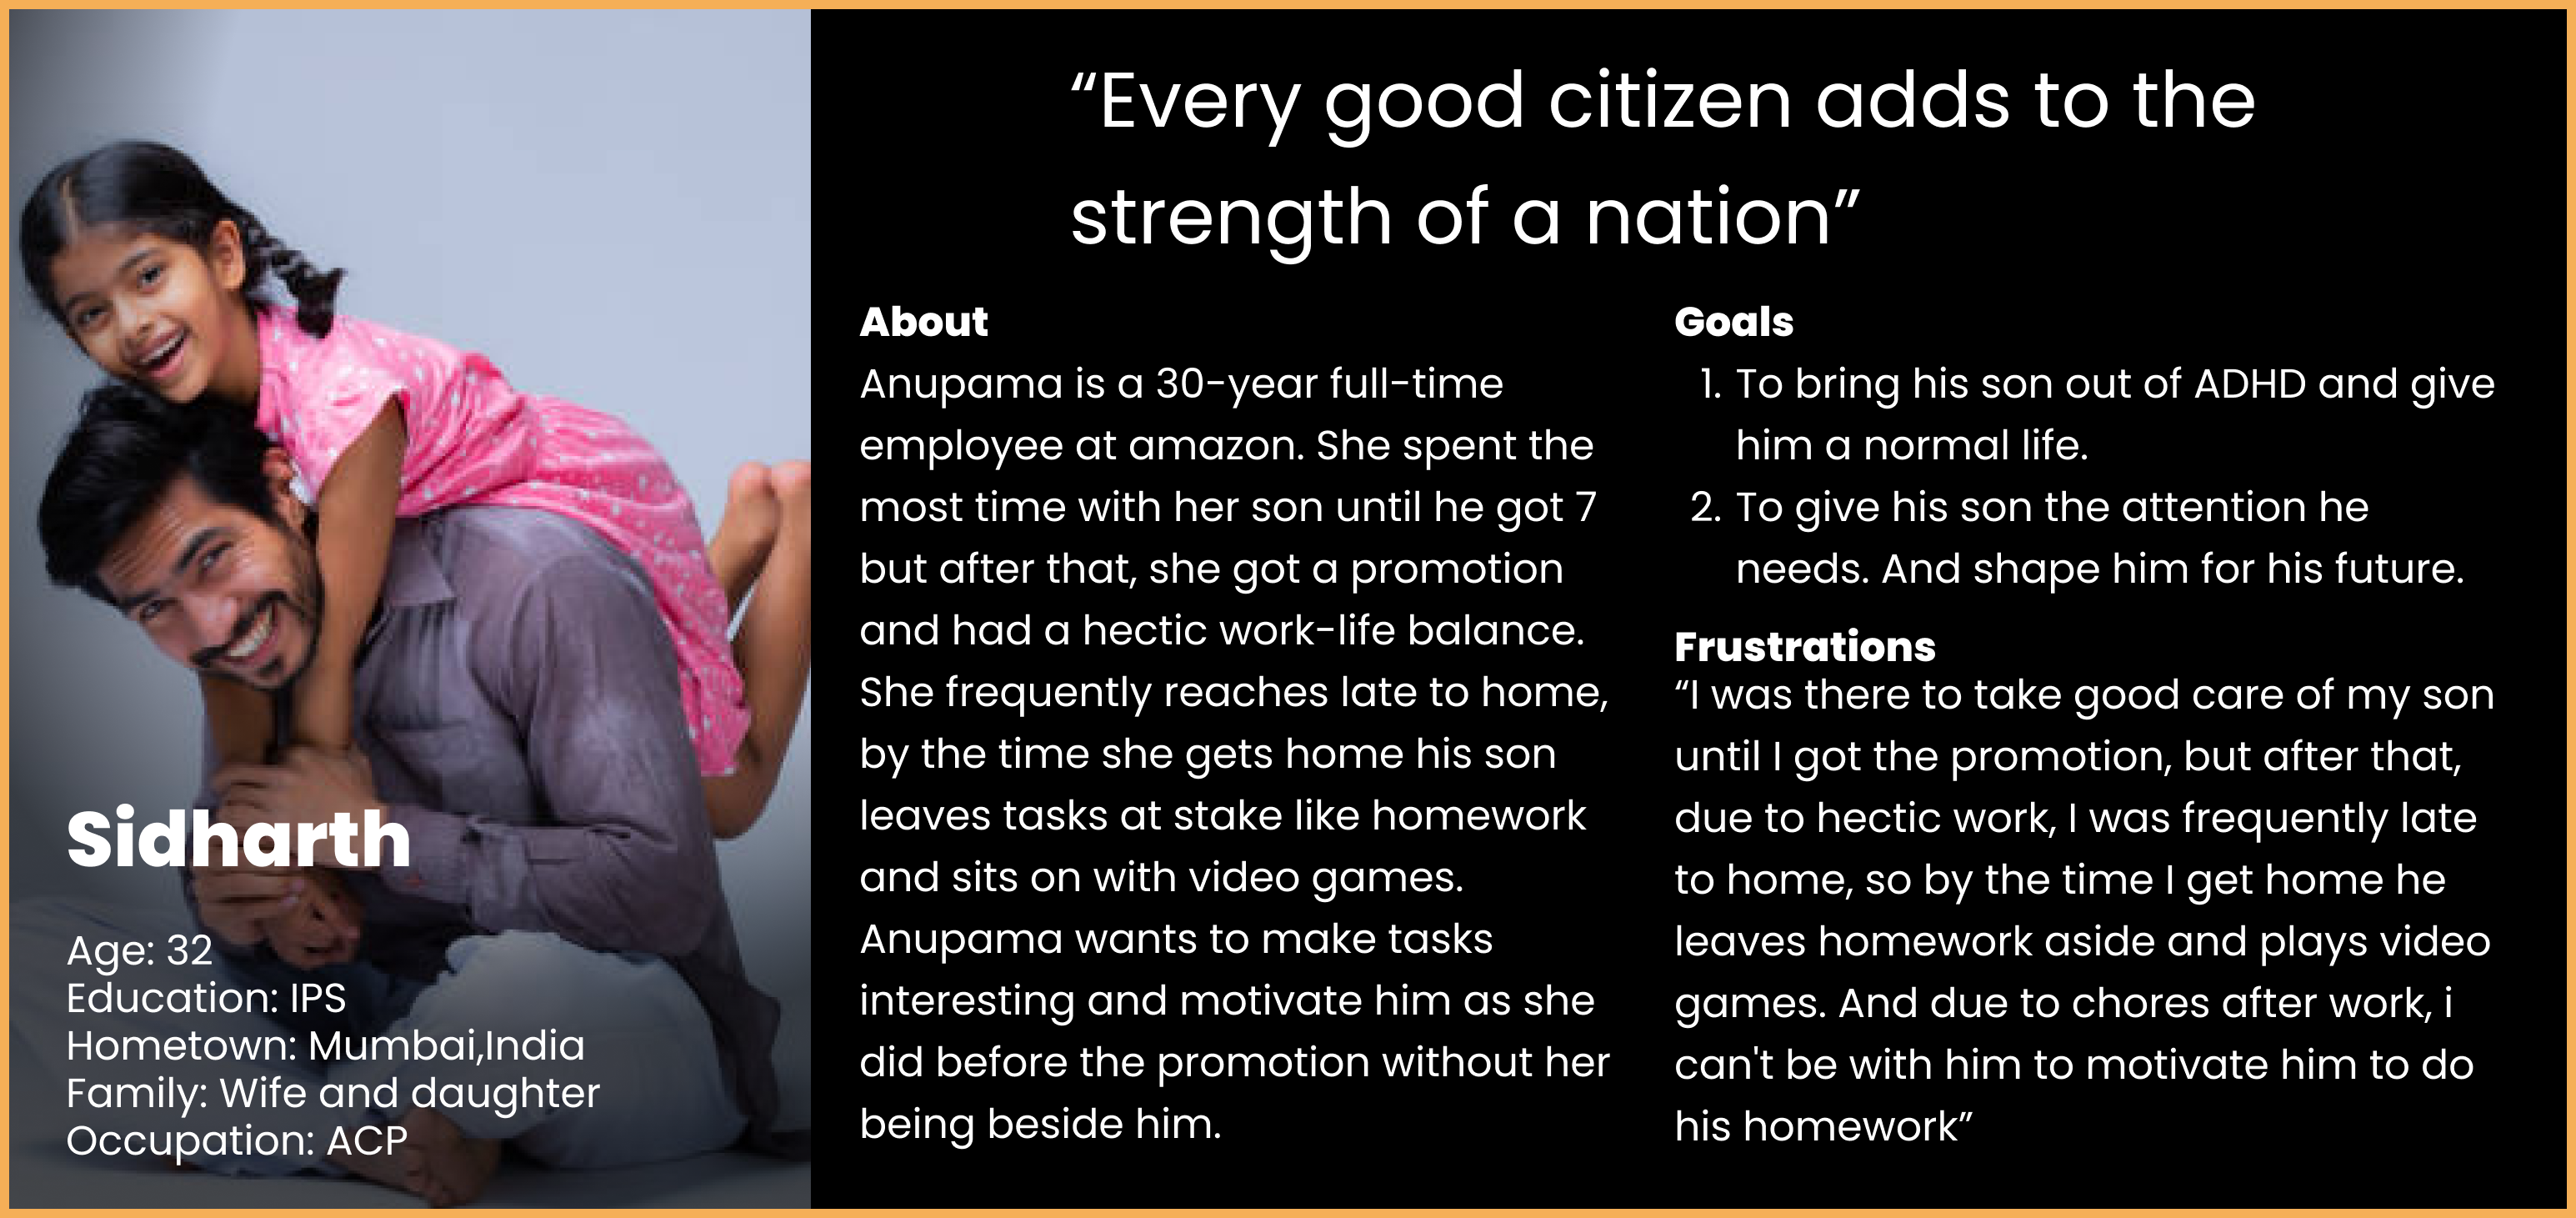 “Every good citizen adds to the
strength of a nation”
Sidharth
Age: 32
Education: IPS
Hometown: Mumbai,India
Family: Wife and daughter
Occupation: ACP
About
Anupama is a 30-year full-time
employee at amazon. She spent the
most time with her son until he got 7
but after that, she got a promotion
and had a hectic work-life balance.
She frequently reaches late to home,
by the time she gets home his son
leaves tasks at stake like homework
and sits on with video games.
Anupama wants to make tasks
interesting and motivate him as she
did before the promotion without her
being beside him.
Goals
1. To bring his son out of ADHD and give
him a normal life.
2. To give his son the attention he
needs. And shape him for his future.
Frustrations
“I was there to take good care of my son
until I got the promotion, but after that,
due to hectic work, I was frequently late
to home, so by the time I get home he
leaves homework aside and plays video
games. And due to chores after work, i
can't be with him to motivate him to do
his homework”